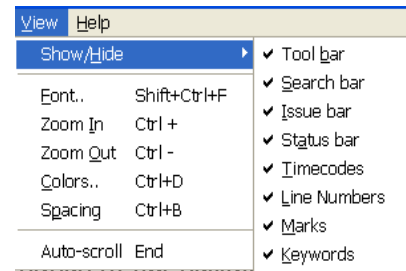 View Help
Show/Hide
Font.. Shift+Ctrl+F
Zoom In Ctrl +
Zoom Out Ctrl -
Colors.. Ctrl+D
Spacing Ctrl+B
Auto-scroll End
Tool bar
Search bar
Issue bar
Status bar
Timecodes
Line Numbers
Marks
Keywords